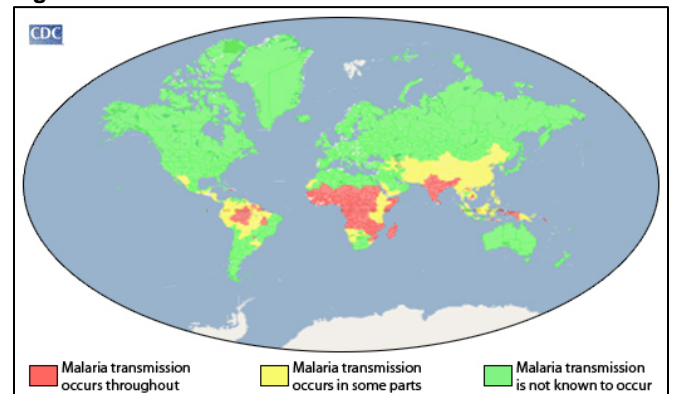 CDC
Malaria transmission
occurs throughout
Malaria transmission
occurs in some parts
Malaria transmission
is not known to occur